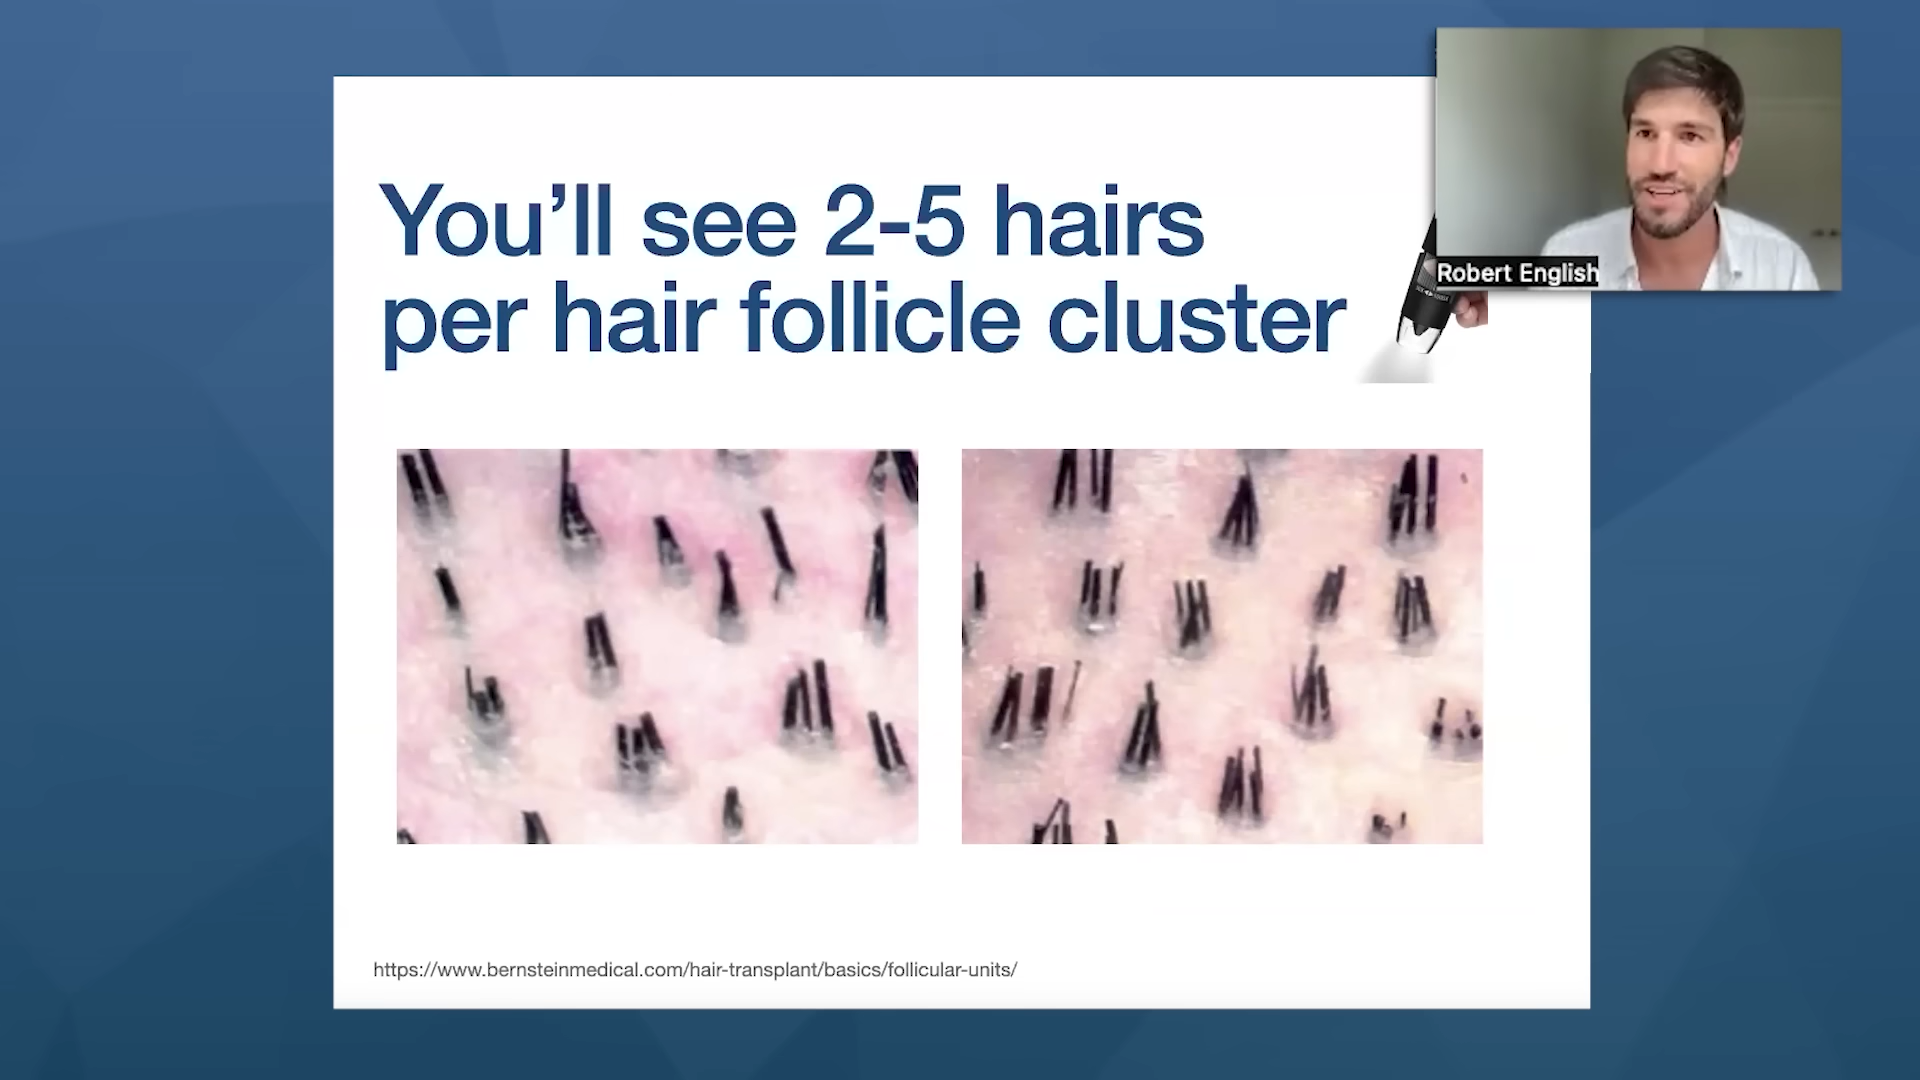 You'll see 2-5 hairs
per hair follicle cluster
Robert English
https://www.bernsteinmedical.com/hair-transplant/basics/follicular-units/